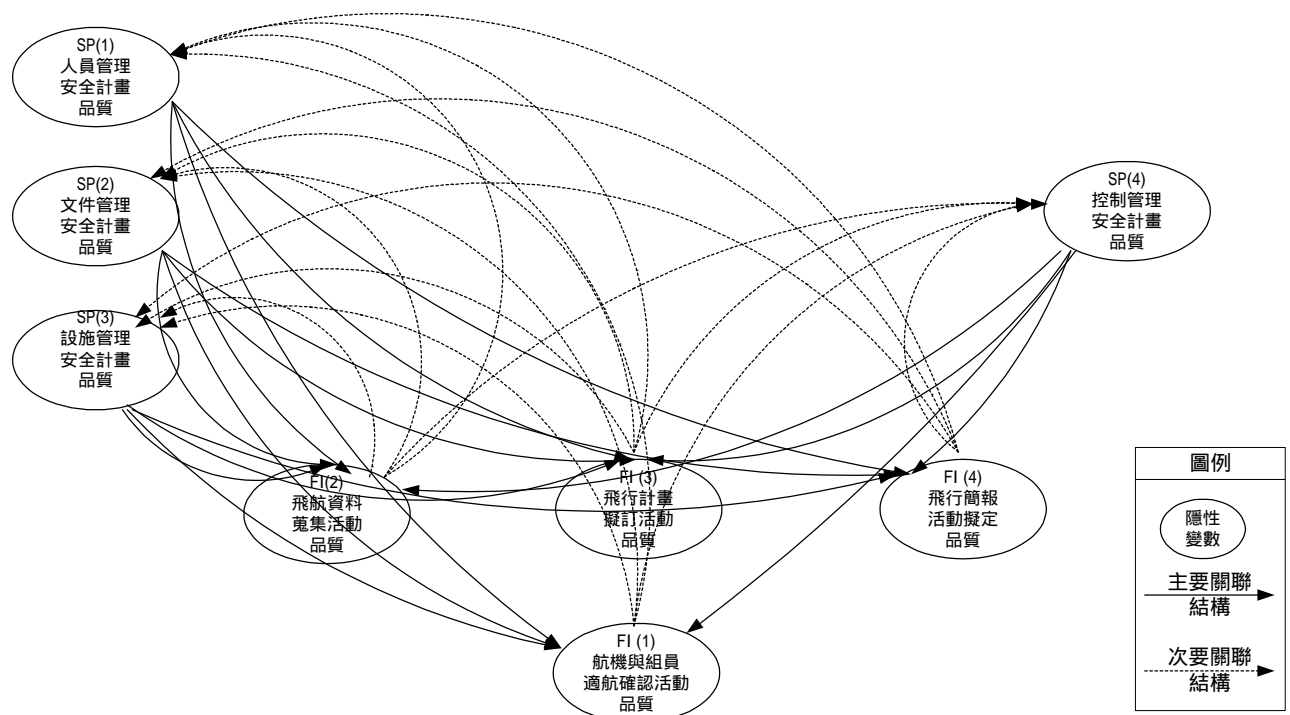 SP(1)
人員管理
安全計畫
品質
SP(2)
文件管理
安全計畫
品質
SP(3)
設施管理
安全計畫
品質
SP(4)
控制管理
安全計畫
品質
FI(2)
飛航資料
蒐集活動
品質
FI (3)
飛行計畫
擬訂活動
品質
FI (4)
飛行簡報
活動擬定
品質
FI (1)
航機與組員
適航確認活動
品質
圖例
隱性
變數
主要關聯
結構
次要關聯
結構